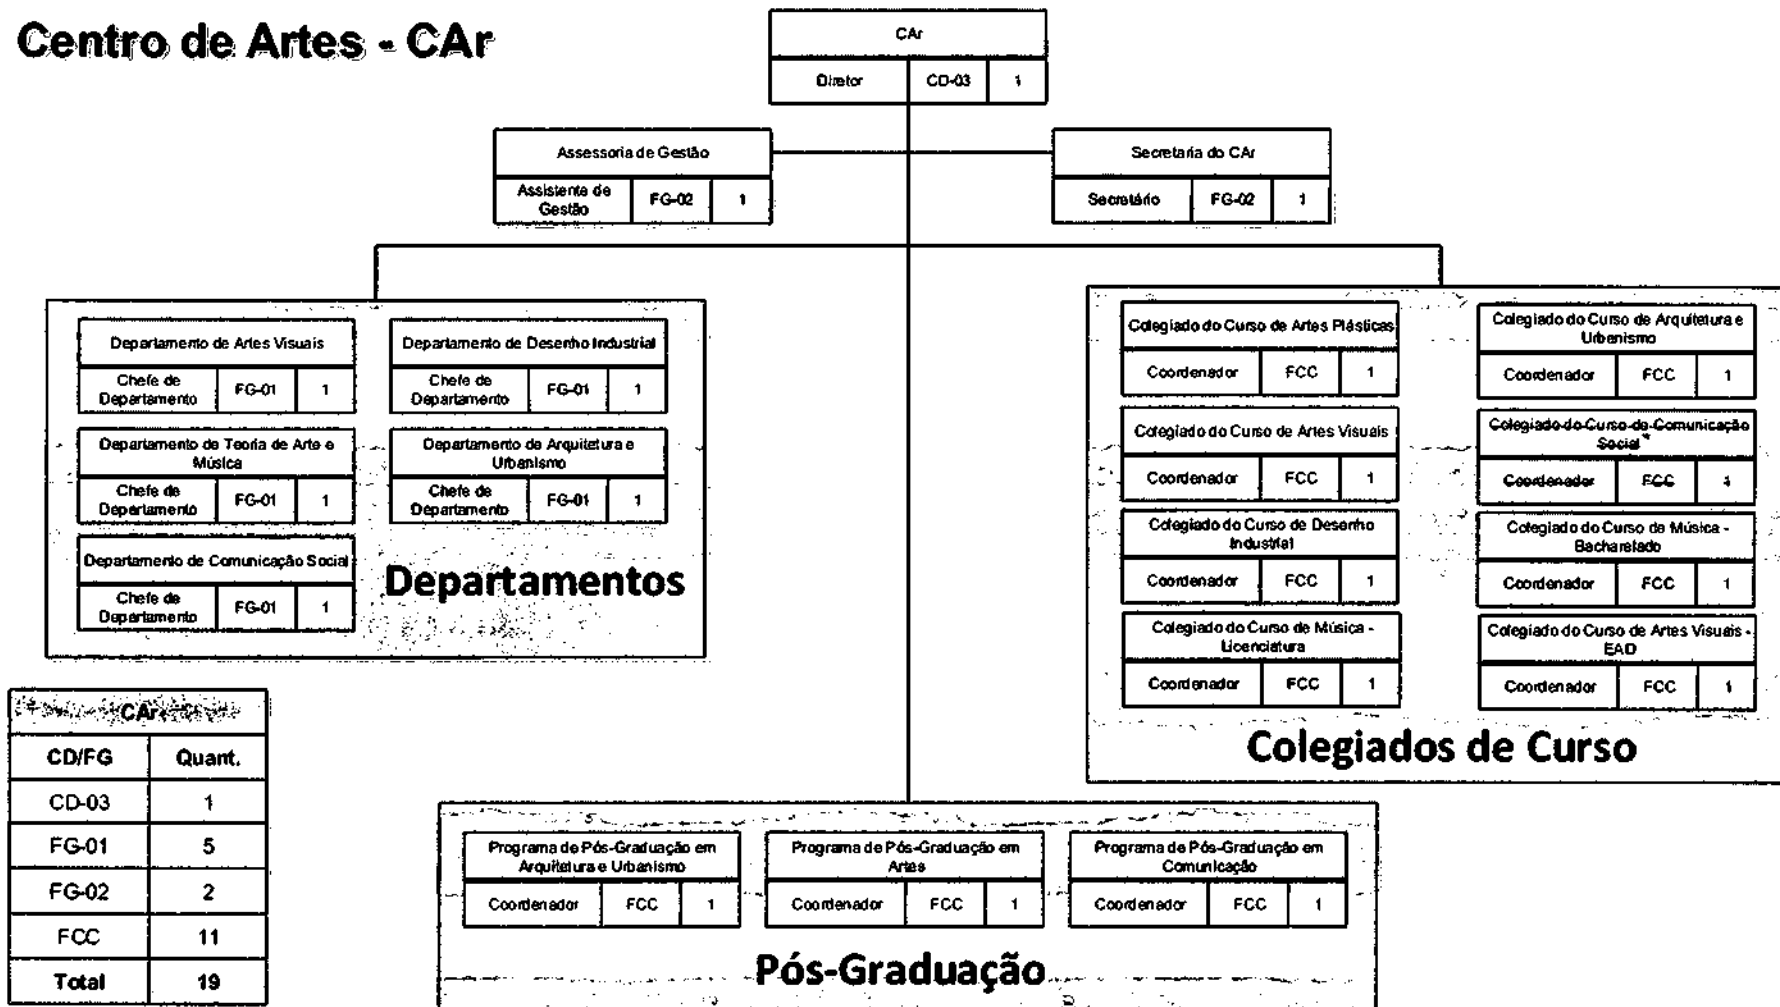 Centro de Artes - CAr
CAr
Diretor CD-03 1
Assessoria de Gestão
Assistente de
Gestão
FG-02 1
Secretaria do CAr
Secretário FG-02 1
Departamento de Artes Visuais
Chefe de
Departamento
FG-01 1
Departamento de Desenho Industrial
Chefe de
Departamento
FG-01 1
Departamento de Teoria de Arte e
Música
Chefe de
Departamento
FG-01 1
Departamento de Arquitetura e
Urbanismo
Chefe de
Departamento
FG-01 1
Departamento de Comunicação Social
Chefe de
Departamento
FG-01 1
Departamentos
Colegiado do Curso de Artes Plásticas
Coordenador FCC 1
Colegiado do Curso de Arquitetura e
Urbanismo
Coordenador FCC 1
Colegiado do Curso de Artes Visuais
Coordenador FCC 1
Colegiado do Curso de Comunicação
Social*
Coordenador FCC 1
Colegiado do Curso de Desenho
Industrial
Coordenador FCC 1
Colegiado do Curso de Música -
Bacharelado
Coordenador FCC 1
Colegiado do Curso de Música -
Licenciatura
Coordenador FCC 1
Colegiado do Curso de Artes Visuais -
EAD
Coordenador FCC 1
Colegiados de Curso
CAr
CD/FG Quant.
CD-03 1
FG-01 5
FG-02 2
FCC 11
Total 19
Programa de Pós-Graduação em
Arquitetura e Urbanismo
Coordenador FCC 1
Programa de Pós-Graduação em
Artes
Coordenador FCC 1
Programa de Pós-Graduação em
Comunicação
Coordenador FCC 1
Pós-Graduação